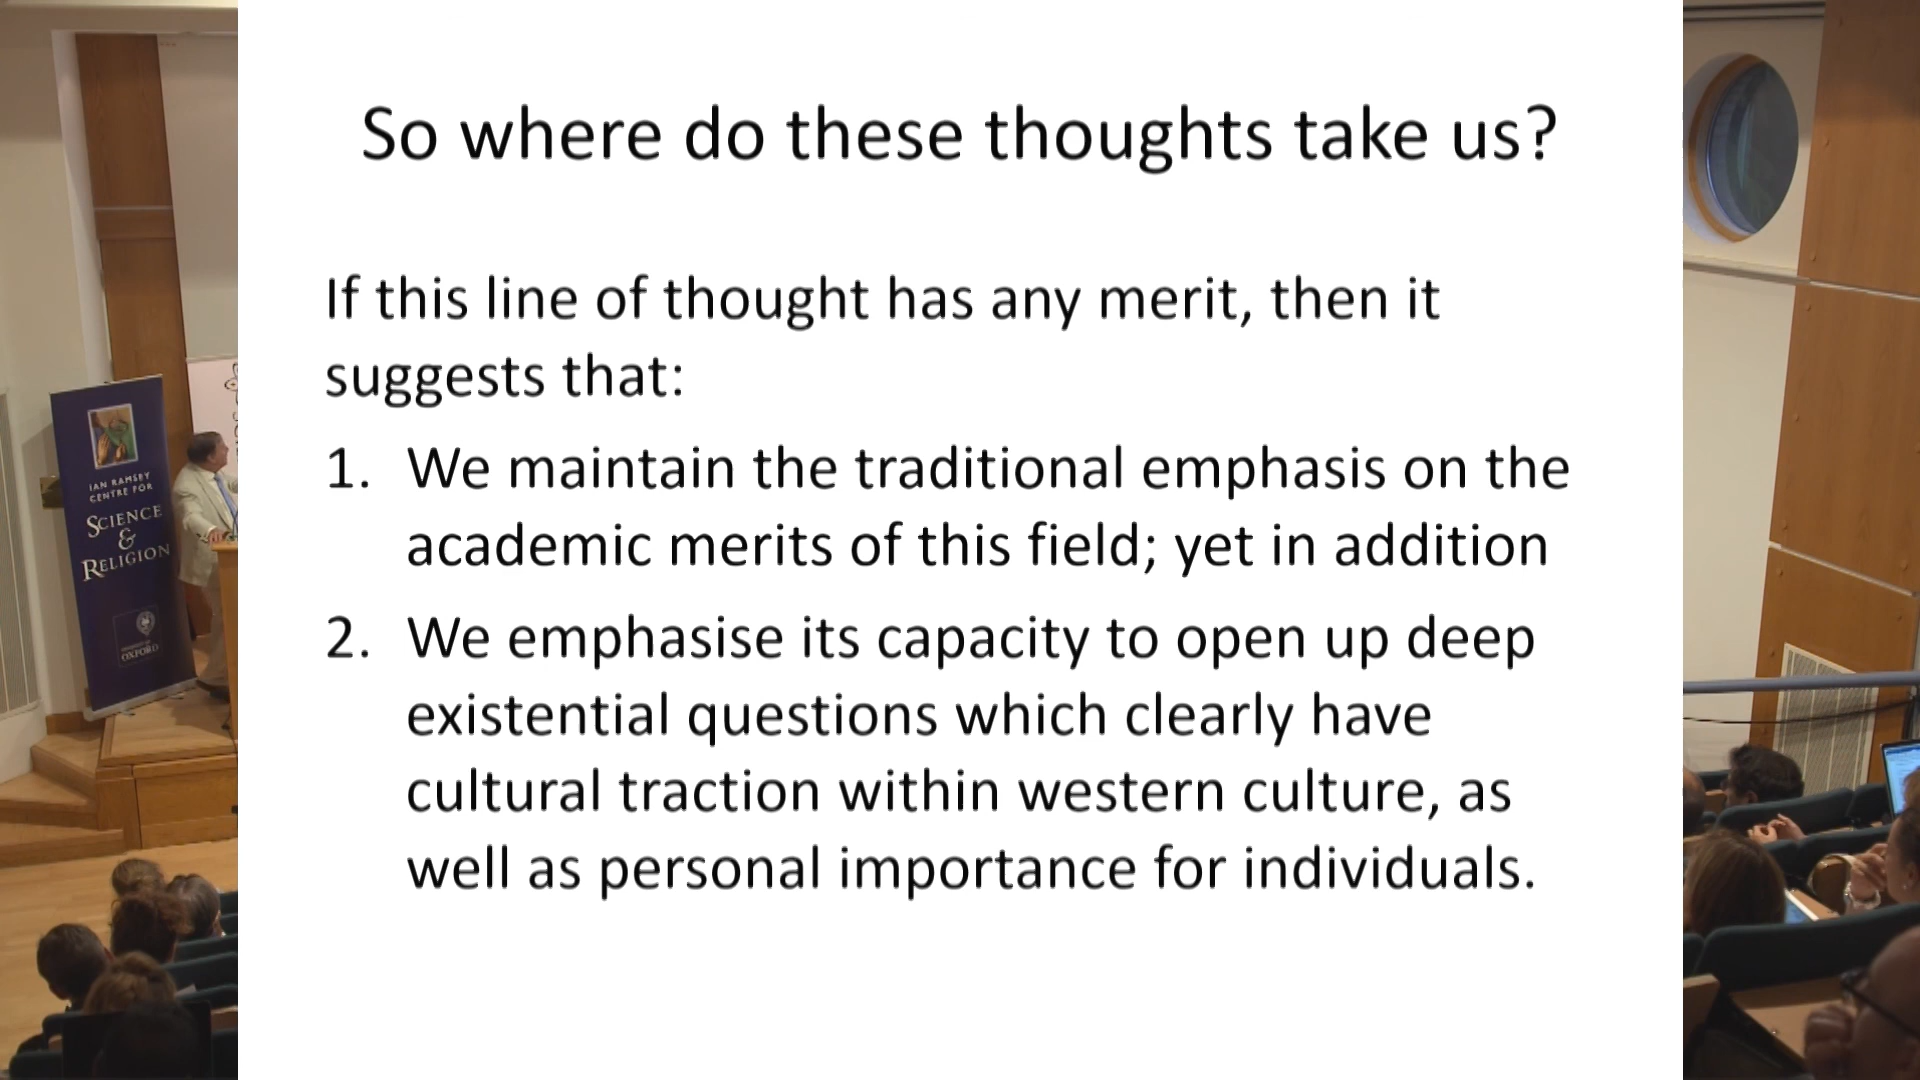 So where do these thoughts take us?
If this line of thought has any merit, then it
suggests that:
1. We maintain the traditional emphasis on the
academic merits of this field; yet in addition
2. We emphasise its capacity to open up deep
existential questions which clearly have
cultural traction within western culture, as
well as personal importance for individuals.
IAN RAMSEY
CENTRE FOR
SCIENCE
&
RELIGION
UNIVERSITY OF
OXFORD